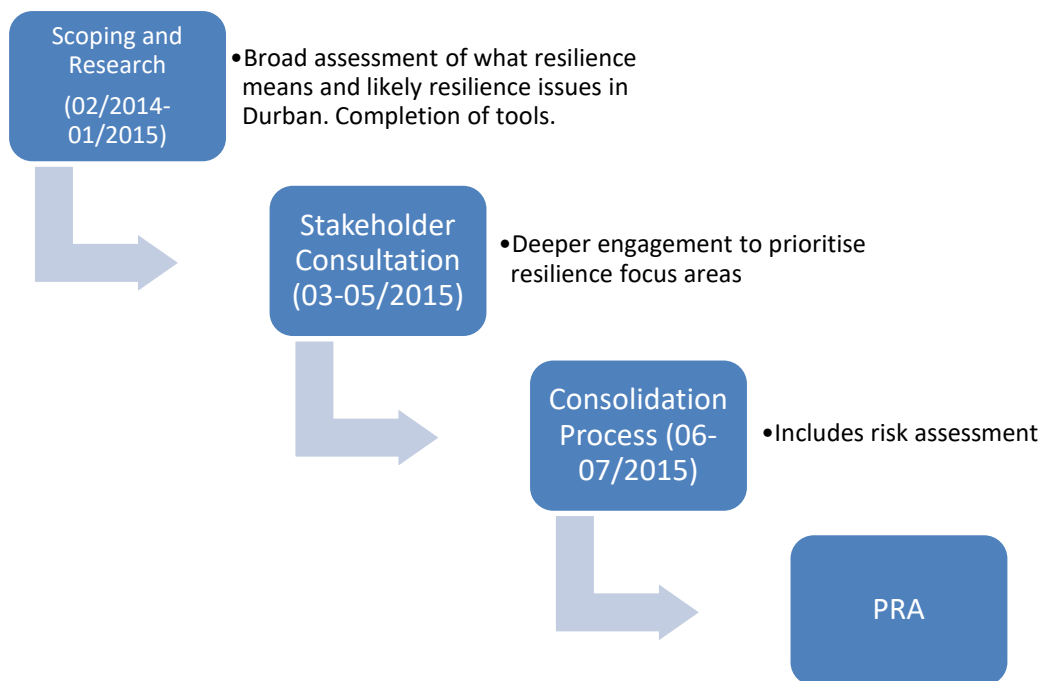 Scoping and
Research
(02/2014-
01/2015)
•Broad assessment of what resilience
means and likely resilience issues in
Durban. Completion of tools.
Stakeholder
Consultation
(03-05/2015)
•Deeper engagement to prioritise
resilience focus areas
Consolidation
Process (06-
07/2015)
•Includes risk assessment
PRA